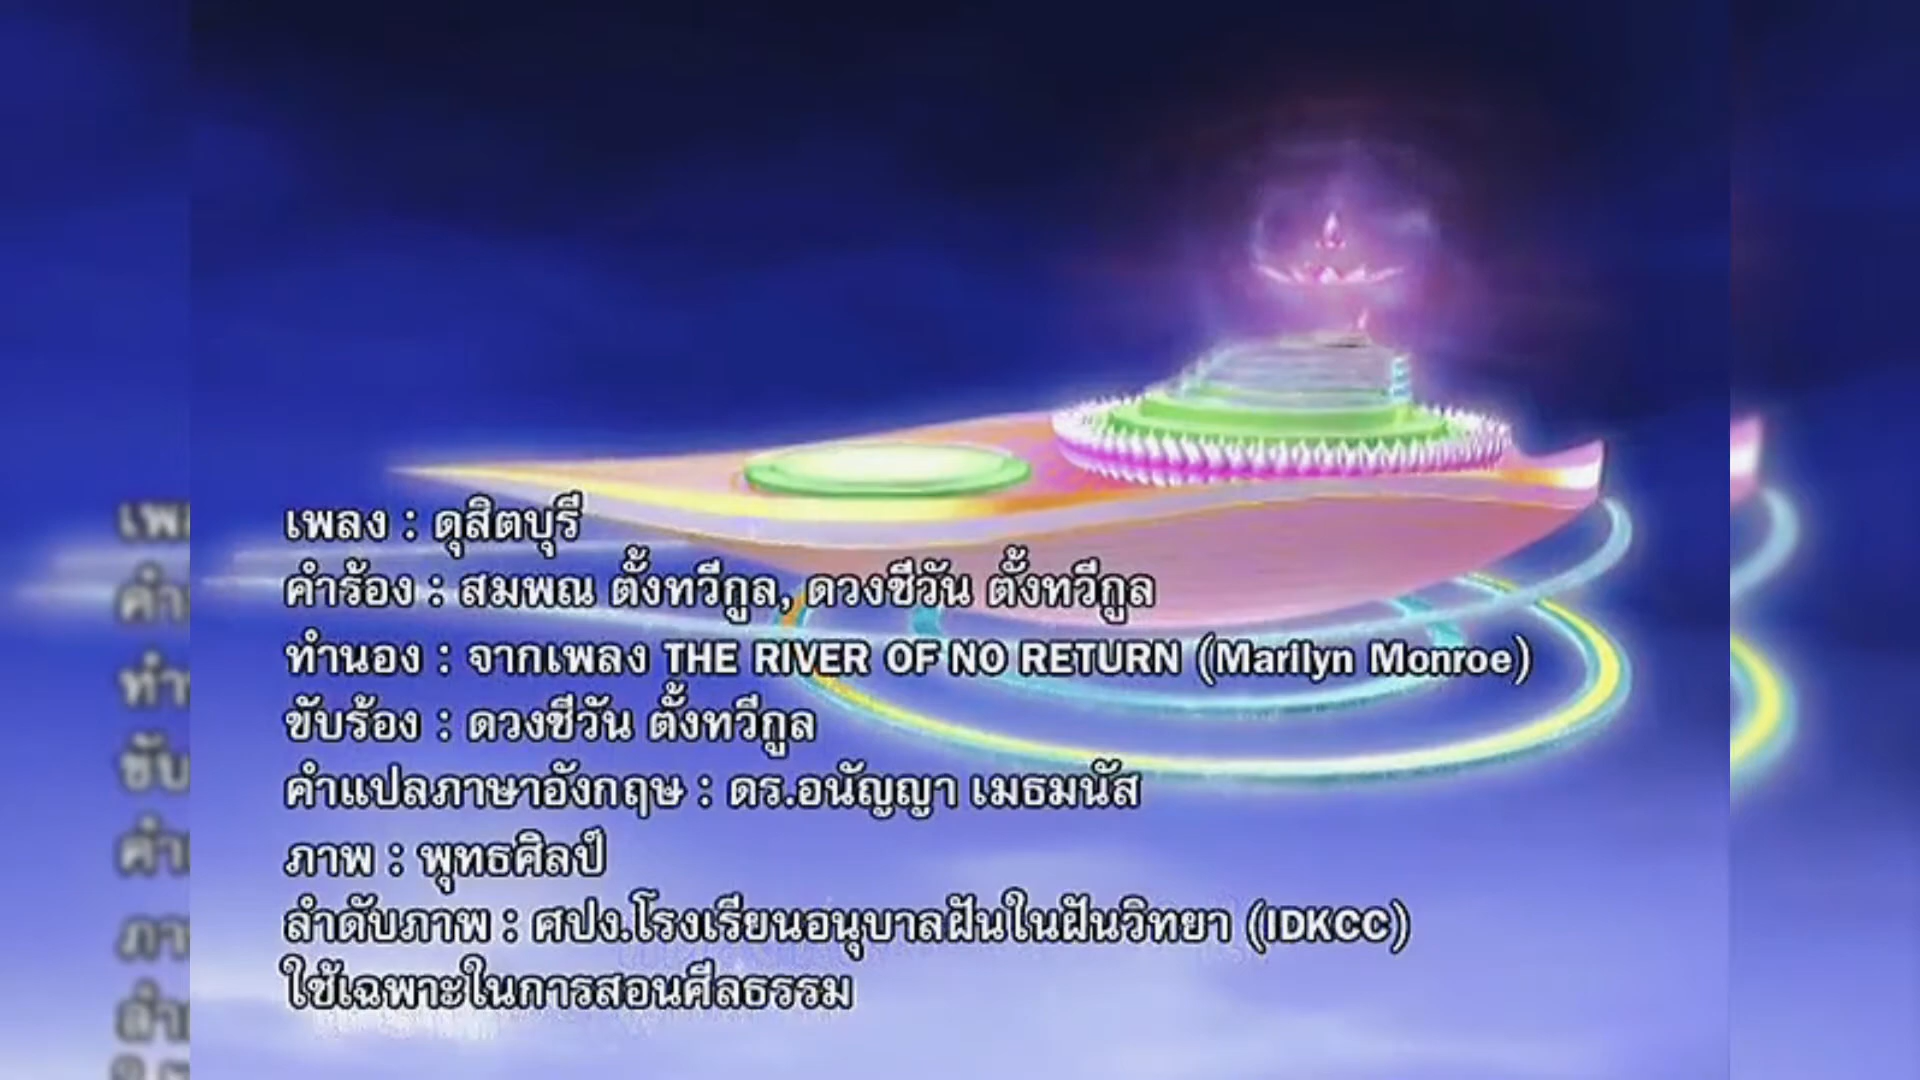 เพลง : ดุสิตบุรี
คำร้อง : สมพณ ตั้งทวีกูล, ดวงชีวัน ตั้งทวีกูล
ทำนอง : จากเพลง THE RIVER OF NO RETURN (Marilyn Monroe)
ขับร้อง : ดวงชีวัน ตั้งทวีกูล
คำแปลภาษาอังกฤษ : ดร.อนัญญา เมธมนัส
ภาพ : พุทธศิลป์
ลำดับภาพ : ศปง.โรงเรียนอนุบาลฝันในฝันวิทยา (IDKCC)
ใช้เฉพาะในการสอนศีลธรรม